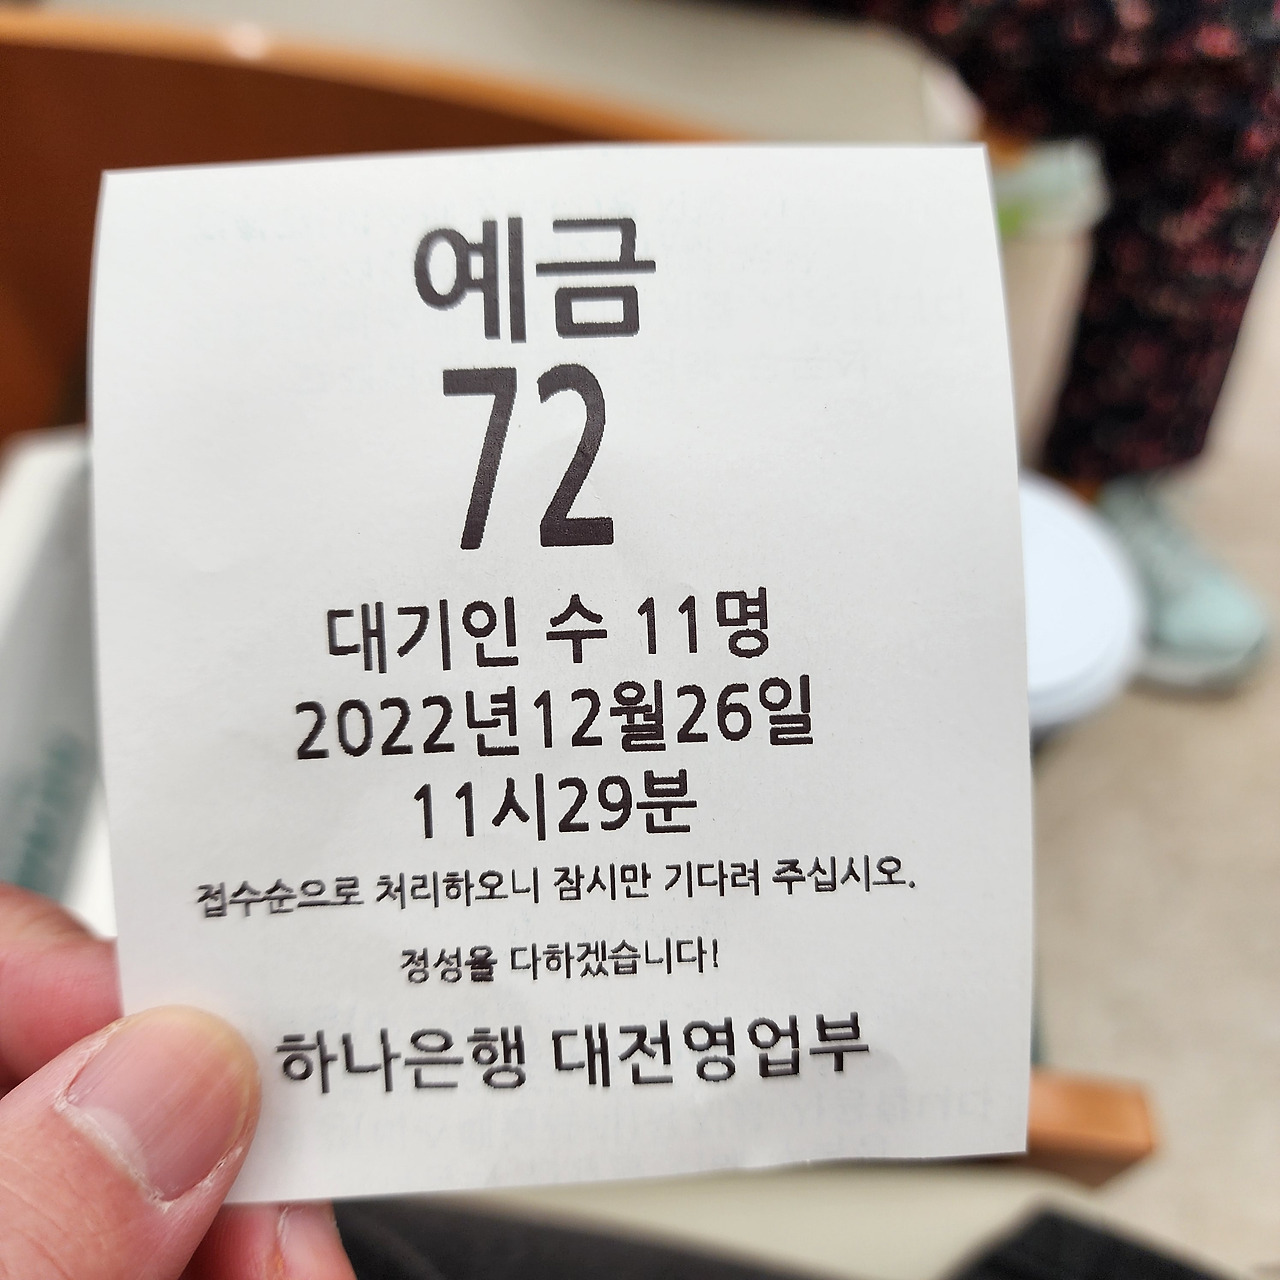 예금
72
대기인 수 11명
2022년12월26일
11시29분
접수순으로 처리하오니 잠시만 기다려 주십시오.
정성을 다하겠습니다!
하나은행 대전영업부